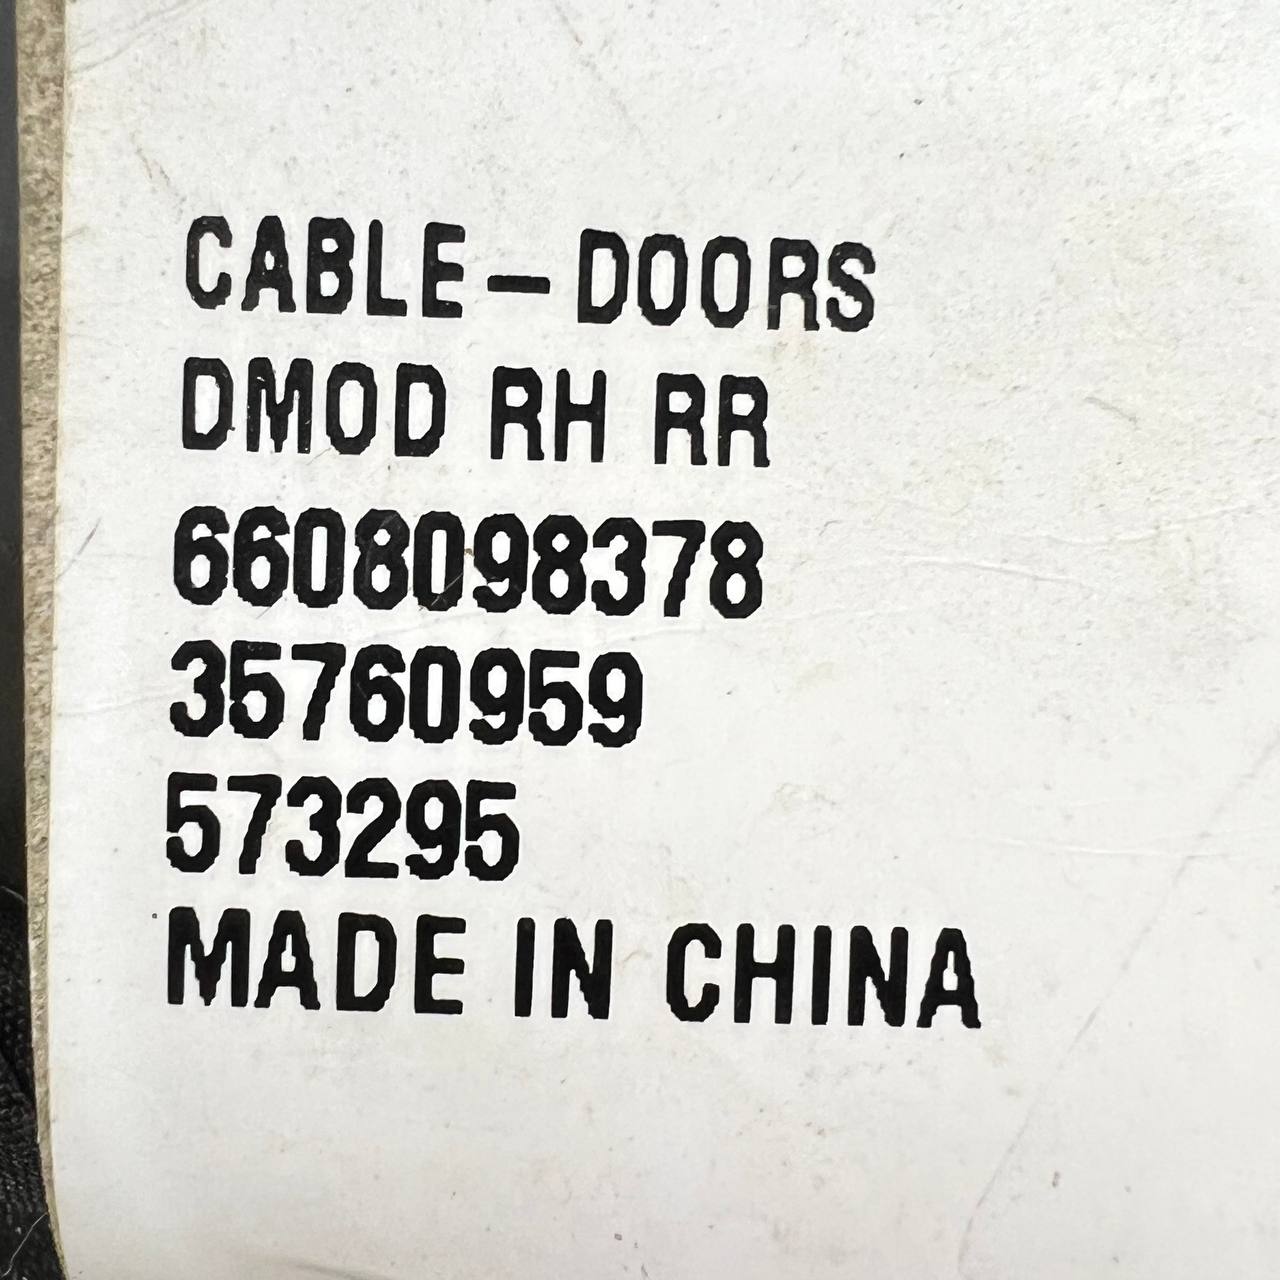 CABLE-DOORS
DMOD RH RR
6608098378
35760959
573295
MADE IN CHINA